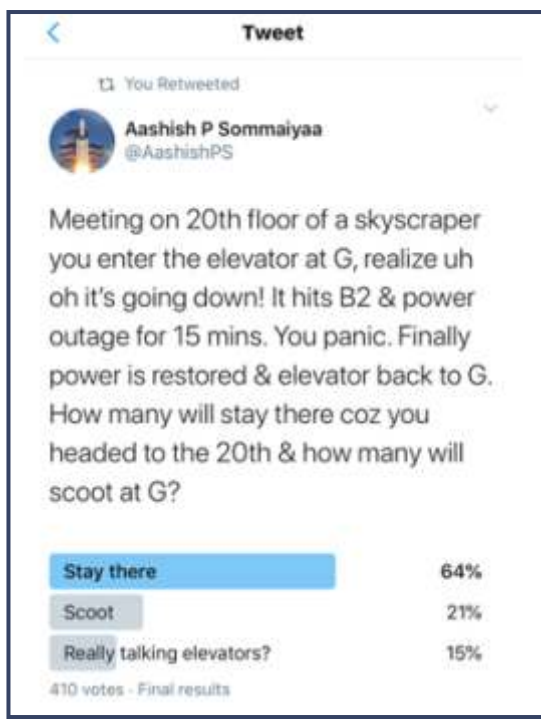 Tweet
You Retweeted
Aashish P Sommaiyaa
@AashishPS
Meeting on 20th floor of a skyscraper
you enter the elevator at G, realize uh
oh it's going down! It hits B2 & power
outage for 15 mins. You panic. Finally
power is restored & elevator back to G.
How many will stay there coz you
headed to the 20th & how many will
scoot at G?
Stay there 64%
Scoot 21%
Really talking elevators? 15%
410 votes · Final results